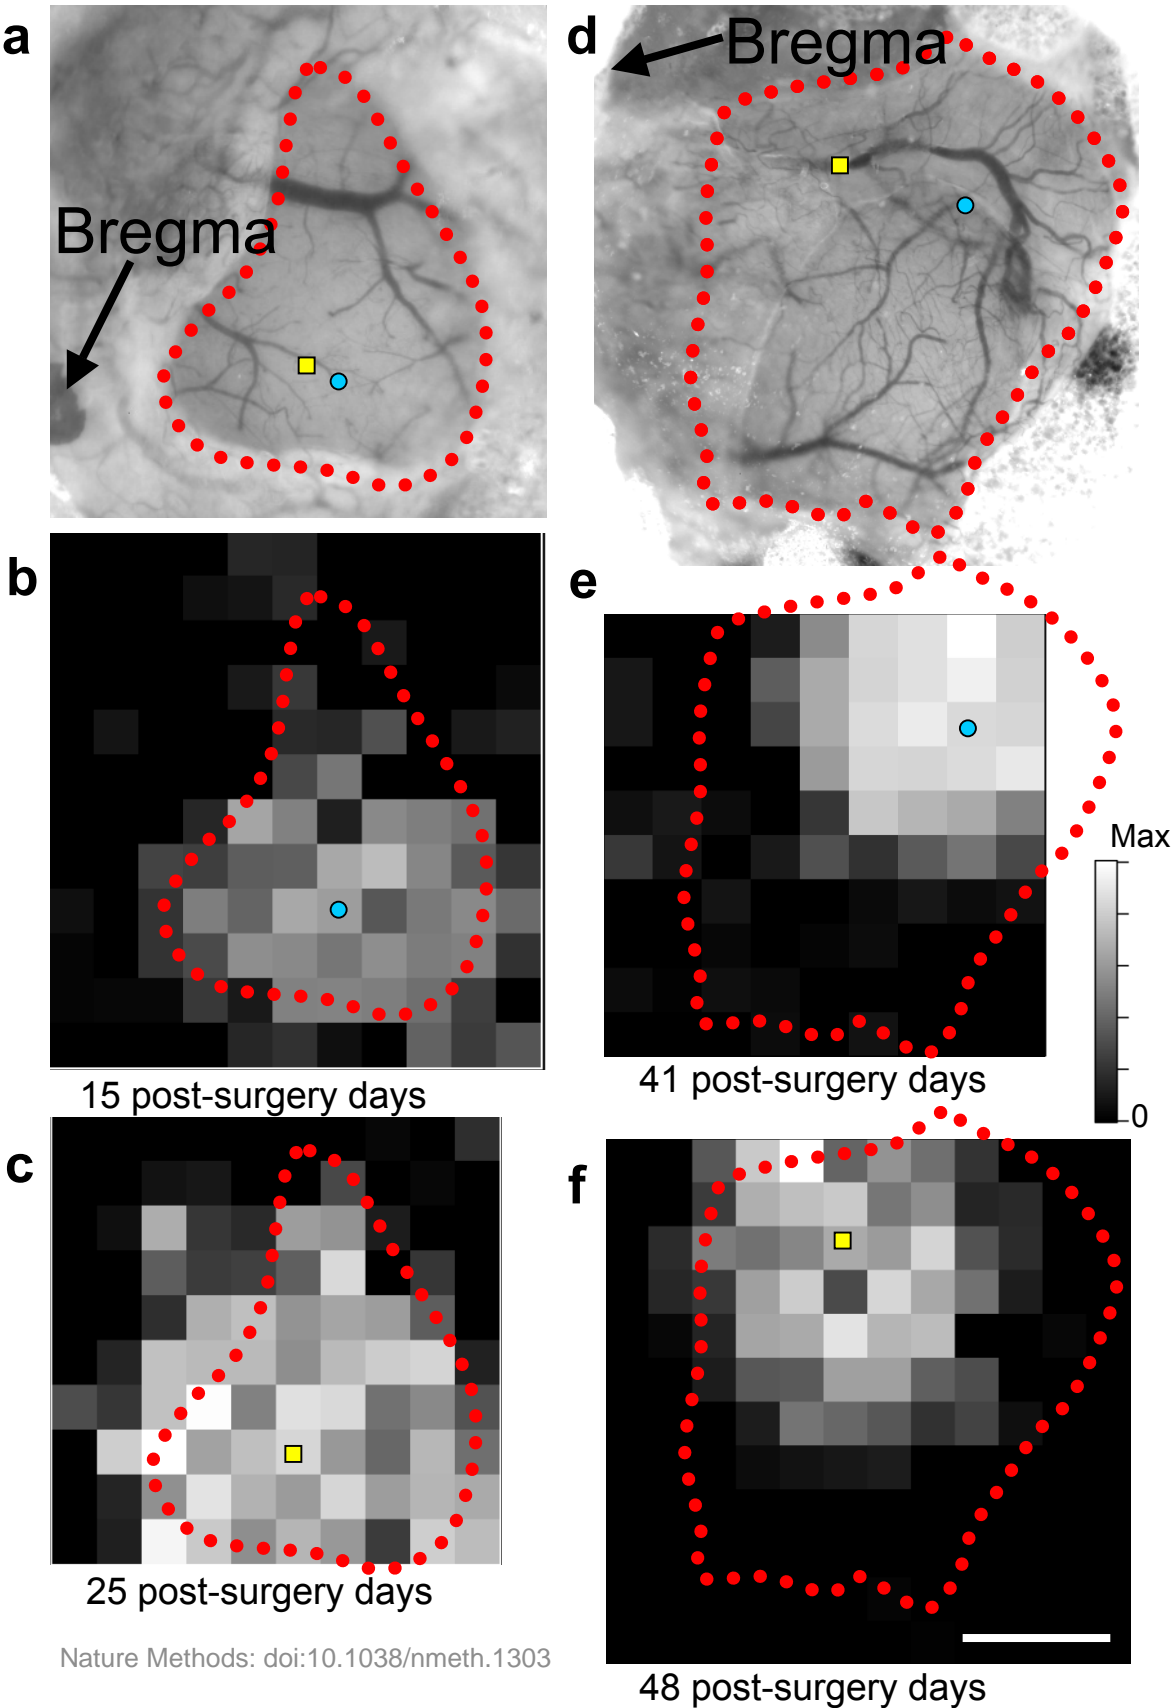 a
Bregma
b
15 post-surgery days
c
25 post-surgery days
d
Bregma
e
Max
0
41 post-surgery days
f
48 post-surgery days
Nature Methods: doi:10.1038/nmeth.1303